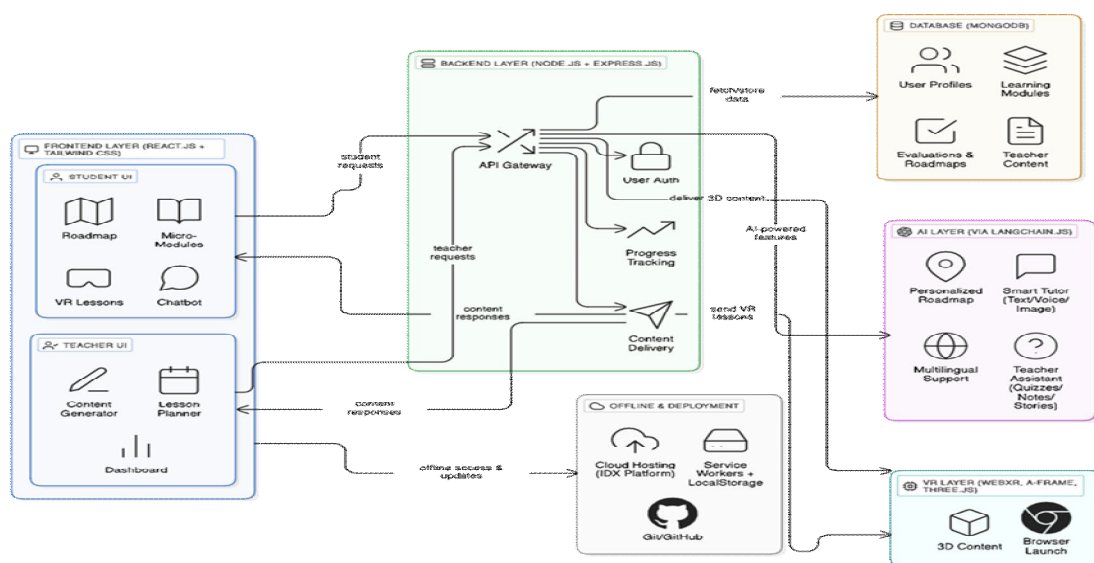 FRONTEND LAYER (REACT.JS +
TAILWIND CSS)
STUDENT UI
Roadmap
Micro-
Modules
VR Lessons
Chatbot
TEACHER UI
Content
Generator
Lesson
Planner
Dashboard
student
requests
teacher
requests
content
responses
content
responses
offline access &
updates
BACKEND LAYER (NODE.JS + EXPRESS.JS)
API Gateway
User Auth
Progress
Tracking
Content
Delivery
fetch/store
data
deliver 3D content
AI-powered
features
send VR
lessons
OFFLINE & DEPLOYMENT
Cloud Hosting
(IDX Platform)
Service
Workers +
LocalStorage
Git/GitHub
DATABASE (MONGODB)
User Profiles
Learning
Modules
Evaluations &
Roadmaps
Teacher
Content
AI LAYER (VIA LANGCHAIN.JS)
Personalized
Roadmap
Smart Tutor
(Text/Voice/
Image)
Multilingual
Support
Teacher
Assistant
(Quizzes/
Notes/
Stories)
VR LAYER (WEBXR, A-FRAME,
THREE.JS)
3D Content
Browser
Launch